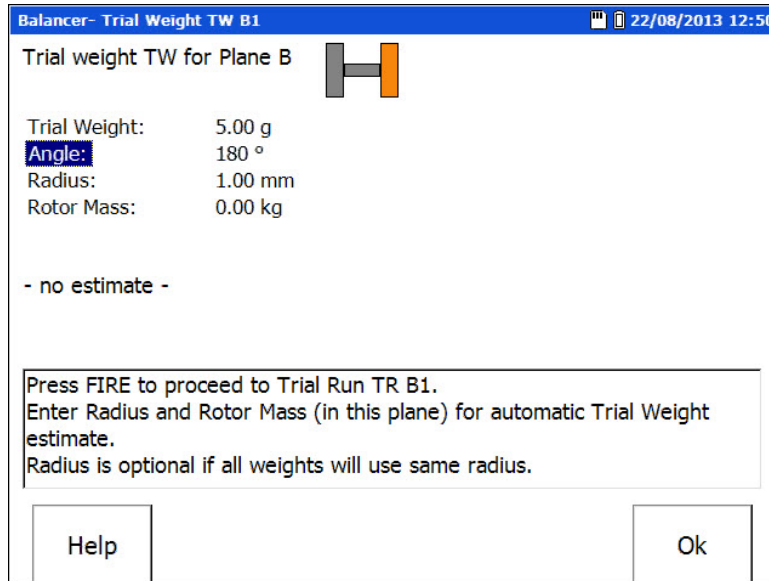 Balancer- Trial Weight TW B1 22/08/2013 12:50
Trial weight TW for Plane B
Trial Weight: 5.00 g
Angle: 180 º
Radius: 1.00 mm
Rotor Mass: 0.00 kg
- no estimate -
Press FIRE to proceed to Trial Run TR B1.
Enter Radius and Rotor Mass (in this plane) for automatic Trial Weight
estimate.
Radius is optional if all weights will use same radius.
Help Ok